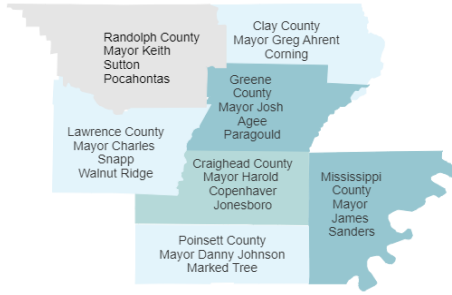 Randolph County
Mayor Keith
Sutton
Pocahontas
Clay County
Mayor Greg Ahrent
Corning
Greene
County
Mayor Josh
Agee
Paragould
Lawrence County
Mayor Charles
Snapp
Walnut Ridge
Craighead County
Mayor Harold
Copenhaver
Jonesboro
Mississippi
County
Mayor
James
Sanders
Poinsett County
Mayor Danny Johnson
Marked Tree